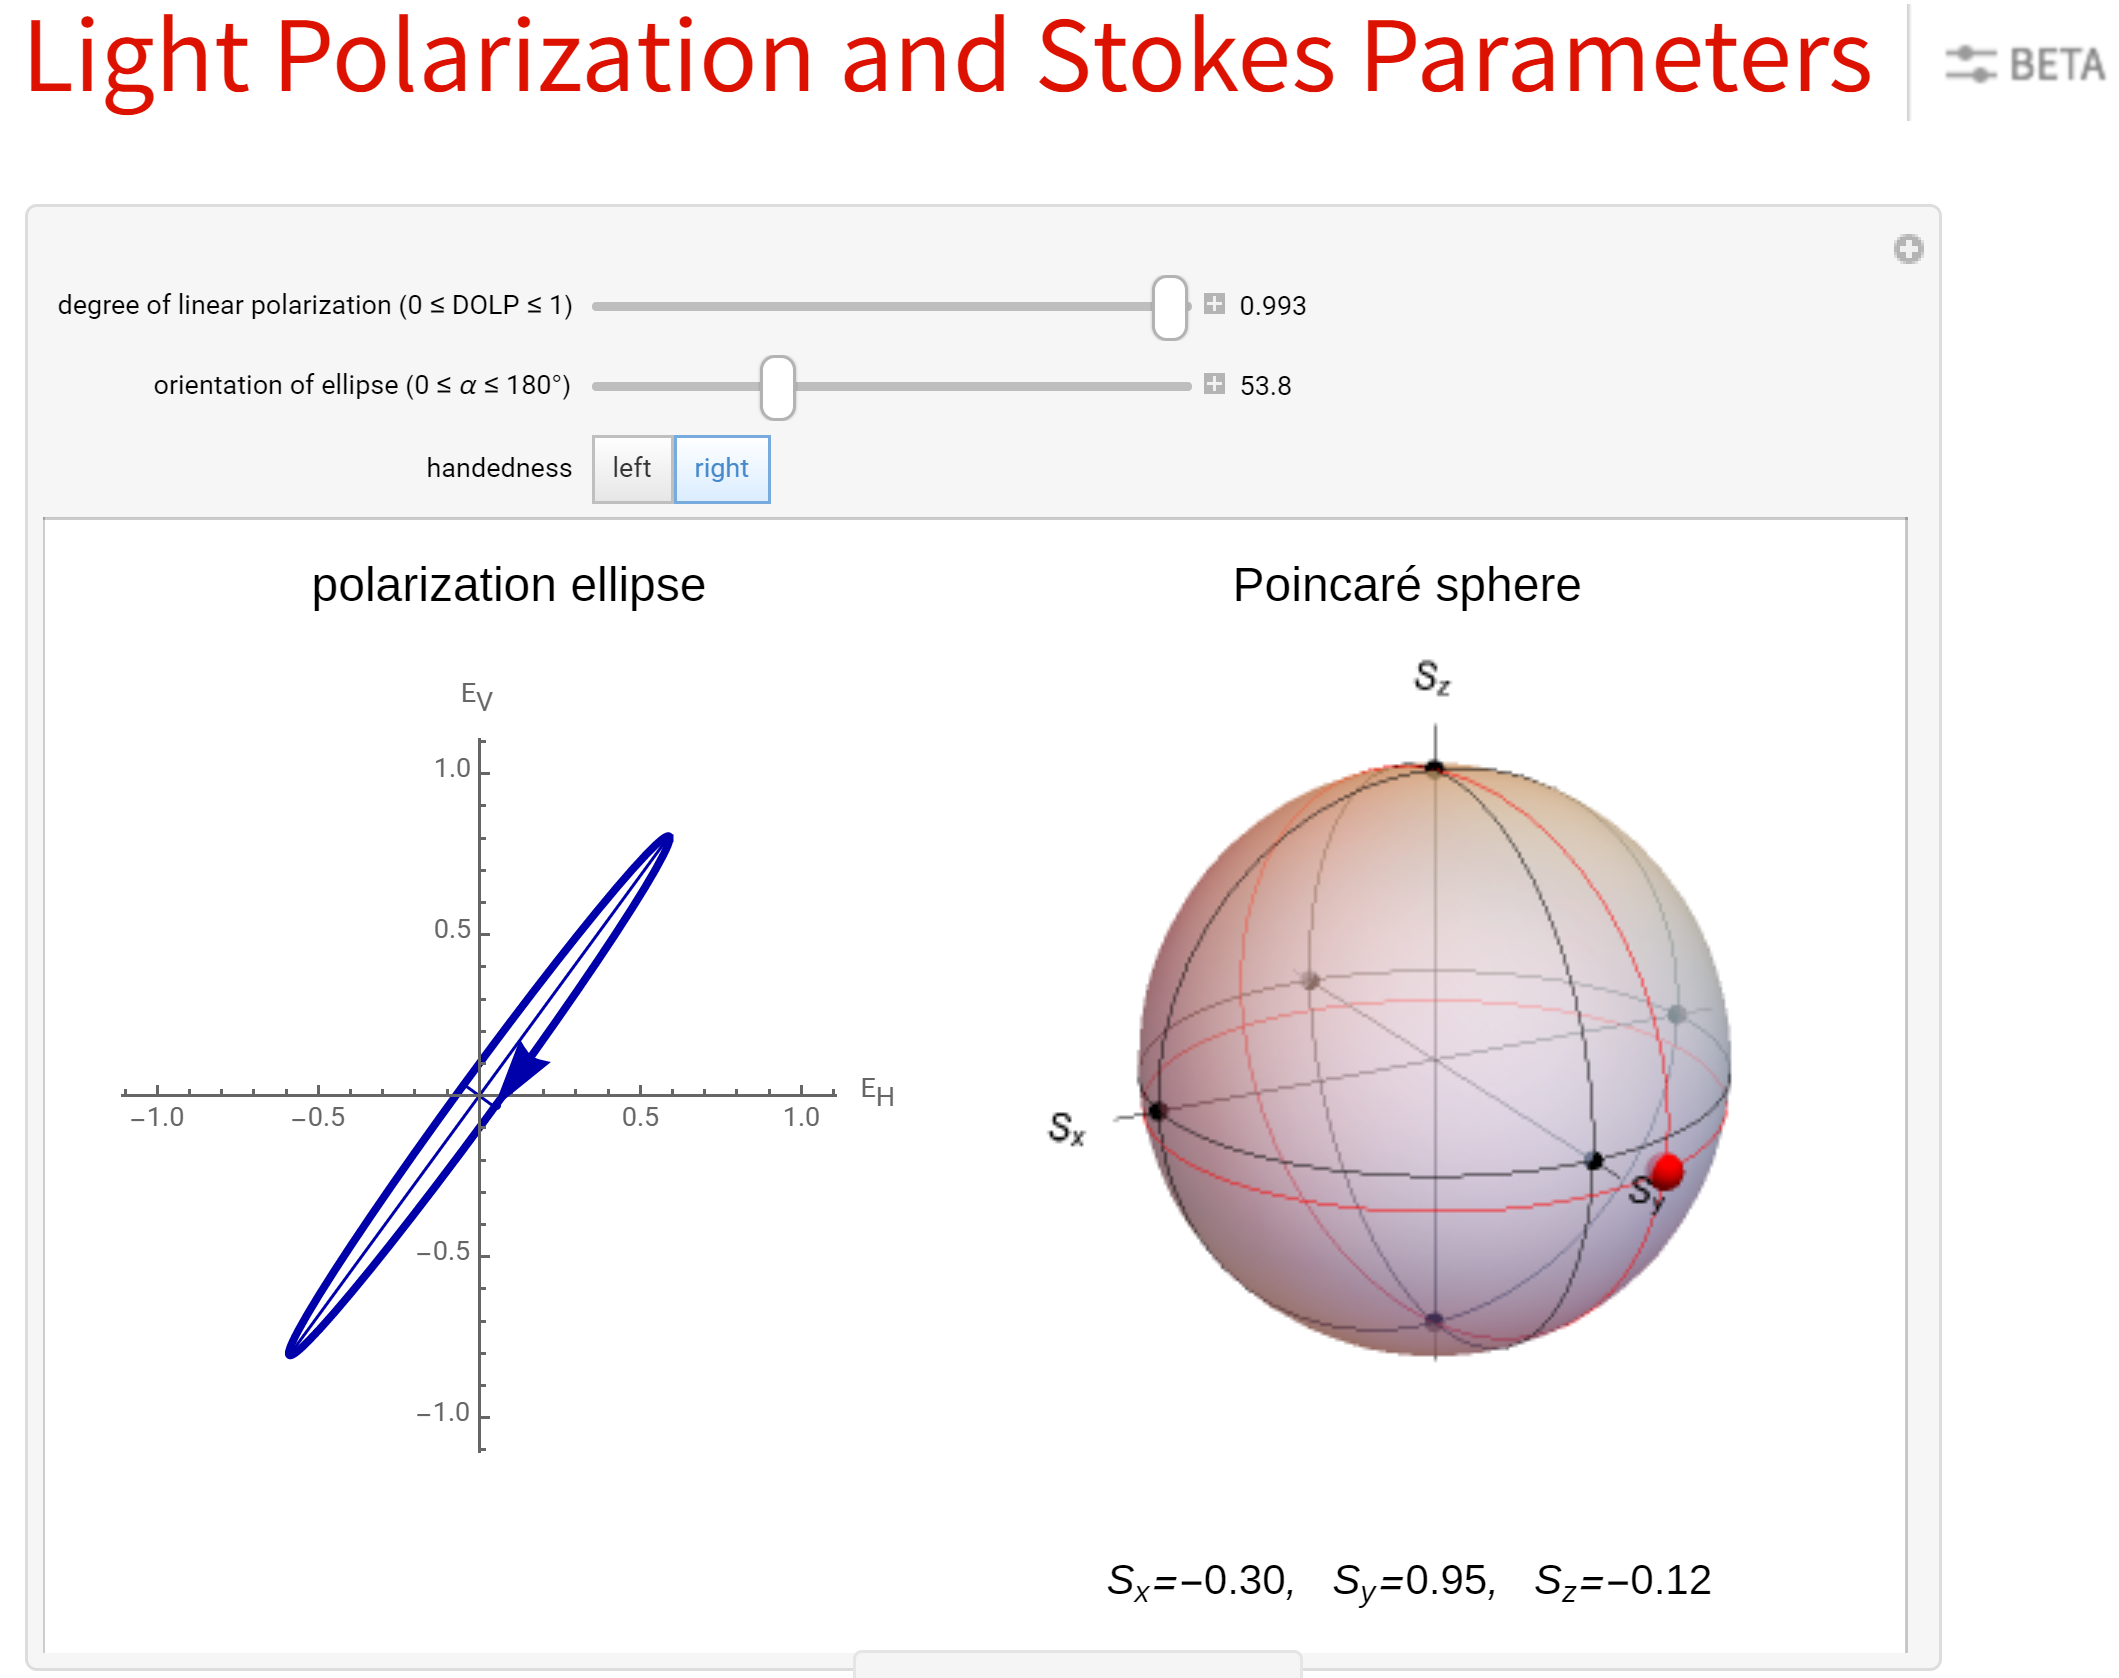 Light Polarization and Stokes Parameters
BETA
degree of linear polarization (0 ≤ DOLP ≤ 1) 0.993
orientation of ellipse (0 ≤ α ≤ 180°) 53.8
handedness left right
polarization ellipse
Poincaré sphere
E_V
1.0
0.5
−0.5
−1.0
−1.0 −0.5 0.5 1.0
E_H
S_z
S_x
S_y
S_x=−0.30, S_y=0.95, S_z=−0.12